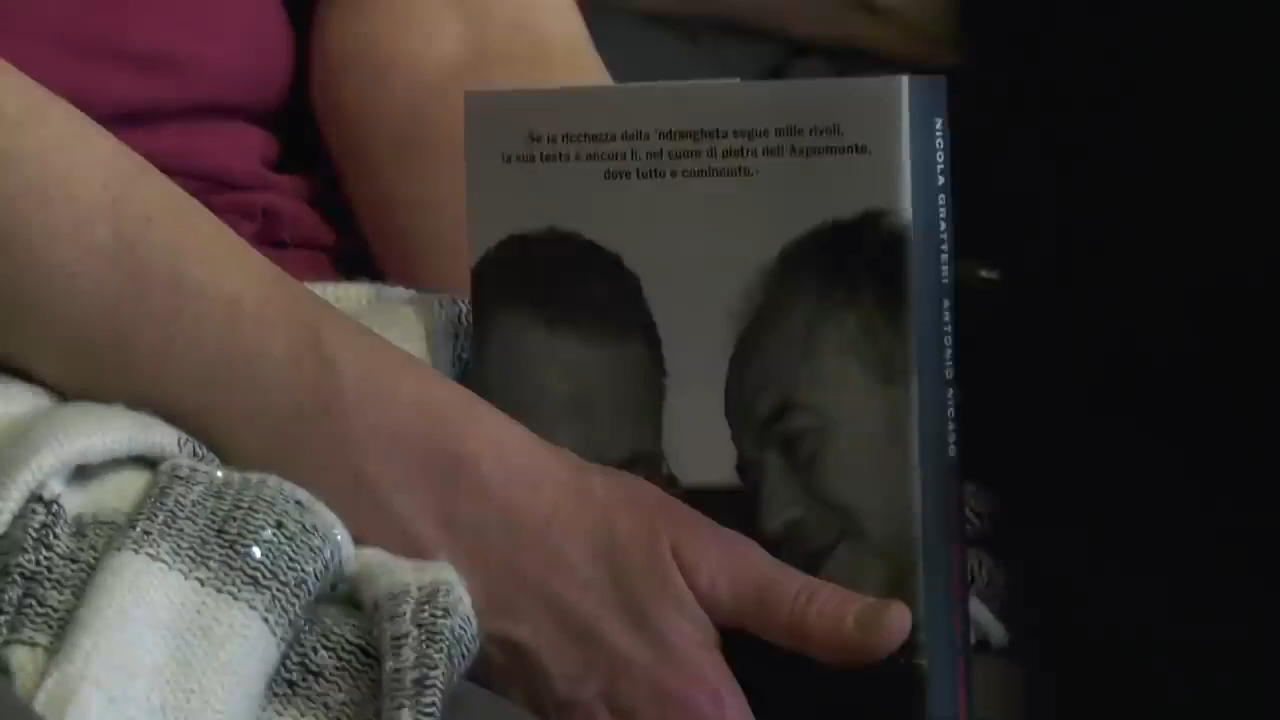 Se la ricchezza della 'ndrangheta segue mille rivoli,
la sua testa è ancora lì, nel cuore di pietra dell'Aspromonte,
dove tutto è cominciato.
NICOLA GRATTERI ANTONIO NICASO